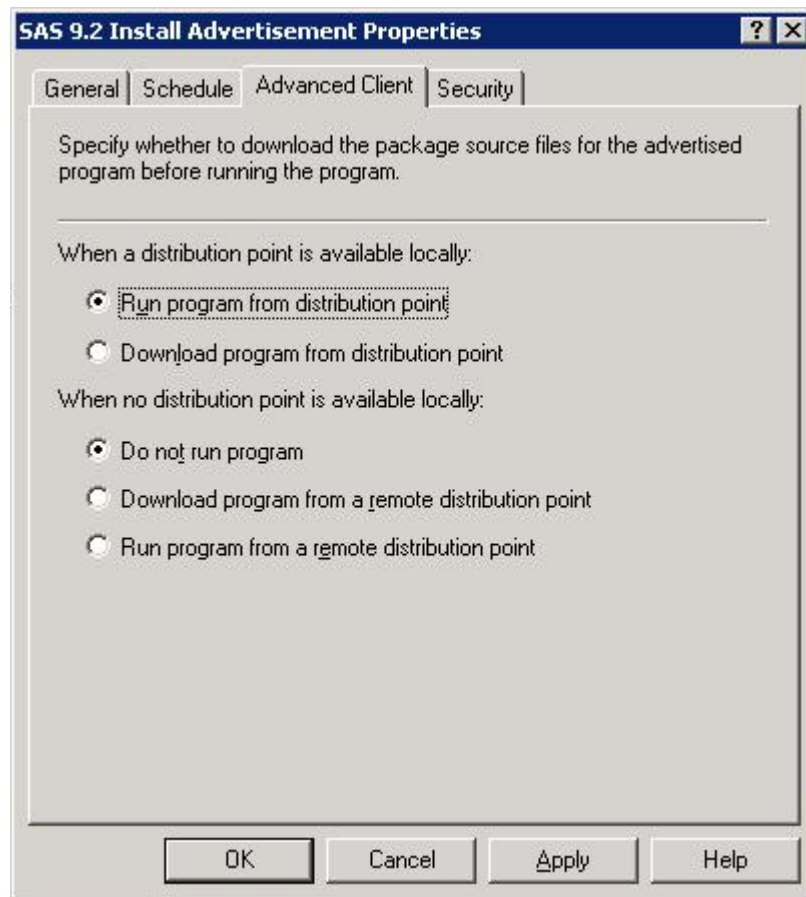 SAS 9.2 Install Advertisement Properties
General Schedule Advanced Client Security
Specify whether to download the package source files for the advertised
program before running the program.
When a distribution point is available locally:
Run program from distribution point
Download program from distribution point
When no distribution point is available locally:
Do not run program
Download program from a remote distribution point
Run program from a remote distribution point
OK Cancel Apply Help